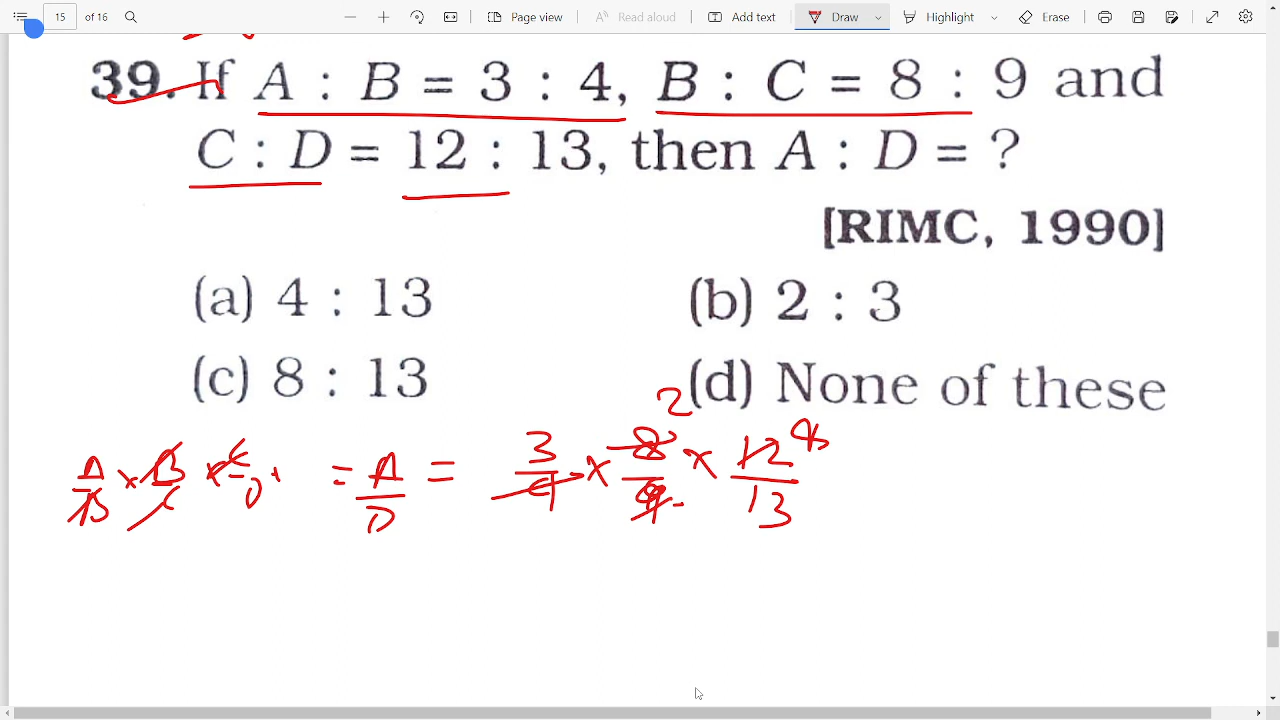 15 of 16 Page view Read aloud Add text Draw Highlight Erase
39. If A : B = 3 : 4, B : C = 8 : 9 and
C : D = 12 : 13, then A : D = ?
[RIMC, 1990]
(a) 4 : 13 (b) 2 : 3
(c) 8 : 13 (d) None of these
A/B × B/C × C/D = A/D = 3/4 × 8/9 × 12/13
2